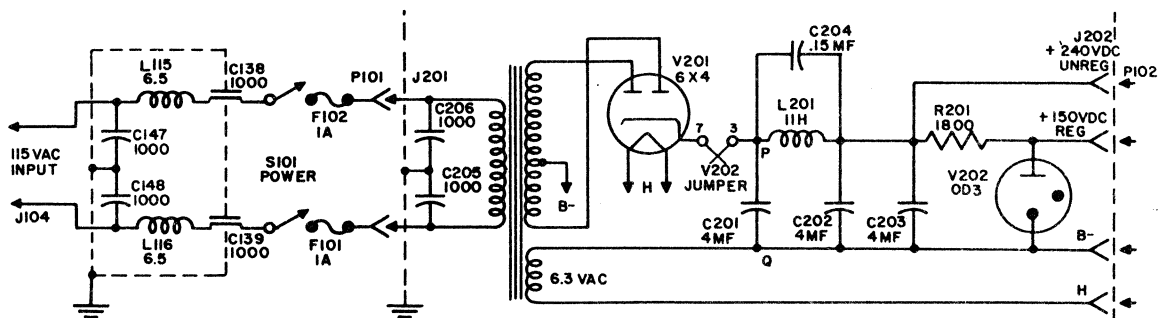 L115
6.5
C138
1000
F102
1A
P101
J201
C206
1000
C205
1000
V201
6X4
C204
.15MF
L201
11H
J202
+240VDC
UNREG
P102
R201
1800
+150VDC
REG
115 VAC
INPUT
C147
1000
S101
POWER
C148
1000
J104
L116
6.5
C139
1000
F101
1A
B-
H
7
3
V202
JUMPER
P
C201
4MF
C202
4MF
C203
4MF
V202
OD3
B-
Q
6.3 VAC
H